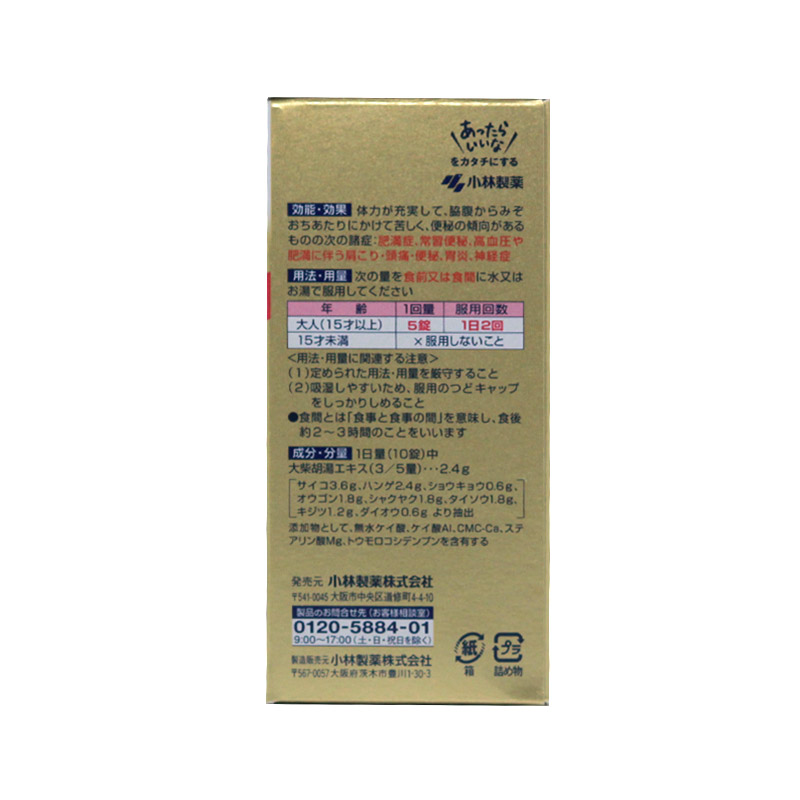 あったら
いいな
をカタチにする
小林製薬
効能・効果 体力が充実して、脇腹からみぞ
おちあたりにかけて苦しく、便秘の傾向がある
ものの次の諸症:肥満症、常習便秘、高血圧や
肥満に伴う肩こり・頭痛・便秘、胃炎、神経症
用法・用量 次の量を食前又は食間に水又は
お湯で服用してください
年 齢 1回量 服用回数
大人(15才以上) 5錠 1日2回
15才未満 ×服用しないこと
<用法・用量に関連する注意>
(1)定められた用法・用量を厳守すること
(2)吸湿しやすいため、服用のつどキャップ
をしっかりしめること
●食間とは「食事と食事の間」を意味し、食後
約2〜3時間のことをいいます
成分・分量 1日量(10錠)中
大柴胡湯エキス(3/5量)…2.4g
サイコ3.6g、ハンゲ2.4g、ショウキョウ0.6g、
オウゴン1.8g、シャクヤク1.8g、タイソウ1.8g、
キジツ1.2g、ダイオウ0.6g より抽出
添加物として、無水ケイ酸、ケイ酸Al、CMC-Ca、ステ
アリン酸Mg、トウモロコシデンプンを含有する
発売元 小林製薬株式会社
〒541-0045 大阪市中央区道修町4-4-10
製品のお問合せ先(お客様相談室)
0120-5884-01
9:00〜17:00(土・日・祝日を除く)
製造販売元 小林製薬株式会社
〒567-0057 大阪府茨木市豊川1-30-3
紙
箱
プラ
詰め物